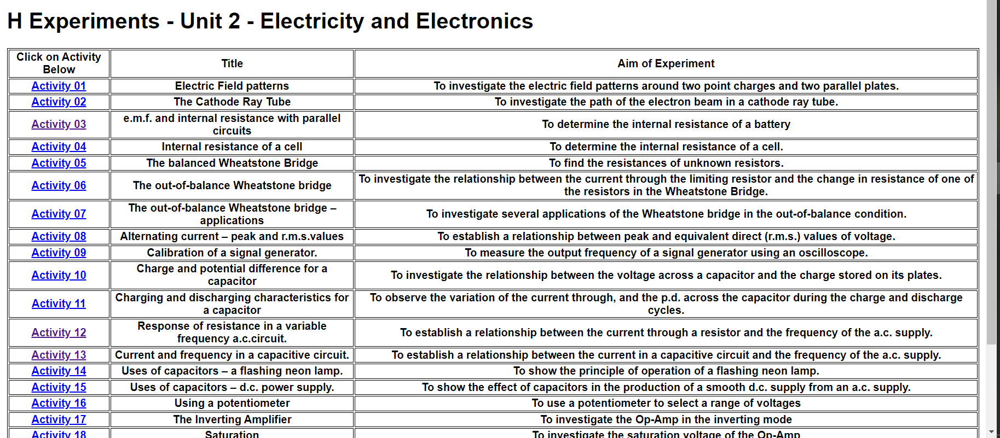 H Experiments - Unit 2 - Electricity and Electronics
Click on Activity
Below
Title
Aim of Experiment
Activity 01
Electric Field patterns
To investigate the electric field patterns around two point charges and two parallel plates.
Activity 02
The Cathode Ray Tube
To investigate the path of the electron beam in a cathode ray tube.
Activity 03
e.m.f. and internal resistance with parallel
circuits
To determine the internal resistance of a battery
Activity 04
Internal resistance of a cell
To determine the internal resistance of a cell.
Activity 05
The balanced Wheatstone Bridge
To find the resistances of unknown resistors.
Activity 06
The out-of-balance Wheatstone bridge
To investigate the relationship between the current through the limiting resistor and the change in resistance of one of
the resistors in the Wheatstone Bridge.
Activity 07
The out-of-balance Wheatstone bridge –
applications
To investigate several applications of the Wheatstone bridge in the out-of-balance condition.
Activity 08
Alternating current – peak and r.m.s.values
To establish a relationship between peak and equivalent direct (r.m.s.) values of voltage.
Activity 09
Calibration of a signal generator.
To measure the output frequency of a signal generator using an oscilloscope.
Activity 10
Charge and potential difference for a
capacitor
To investigate the relationship between the voltage across a capacitor and the charge stored on its plates.
Activity 11
Charging and discharging characteristics for
a capacitor
To observe the variation of the current through, and the p.d. across the capacitor during the charge and discharge
cycles.
Activity 12
Response of resistance in a variable
frequency a.c.circuit.
To establish a relationship between the current through a resistor and the frequency of the a.c. supply.
Activity 13
Current and frequency in a capacitive circuit.
To establish a relationship between the current in a capacitive circuit and the frequency of the a.c. supply.
Activity 14
Uses of capacitors – a flashing neon lamp.
To show the principle of operation of a flashing neon lamp.
Activity 15
Uses of capacitors – d.c. power supply.
To show the effect of capacitors in the production of a smooth d.c. supply from an a.c. supply.
Activity 16
Using a potentiometer
To use a potentiometer to select a range of voltages
Activity 17
The Inverting Amplifier
To investigate the Op-Amp in the inverting mode
Activity 18
Saturation
To investigate the saturation voltage of the Op-Amp